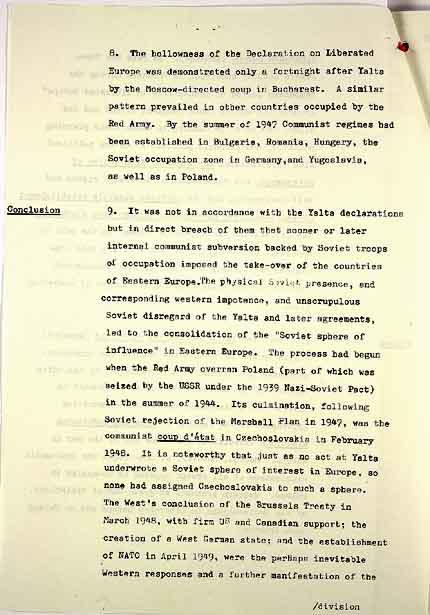 8. The hollowness of the Declaration on Liberated
Europe was demonstrated only a fortnight after Yalta
by the Moscow-directed coup in Bucharest. A similar
pattern prevailed in other countries occupied by the
Red Army. By the summer of 1947 Communist regimes had
been established in Bulgaria, Romania, Hungary, the
Soviet occupation zone in Germany,and Yugoslavia,
as well as in Poland.
Conclusion
9. It was not in accordance with the Yalta declarations
but in direct breach of them that sooner or later
internal communist subversion backed by Soviet troops
of occupation imposed the take-over of the countries
of Eastern Europe.The physical Soviet presence, and
corresponding western impotence, and unscrupulous
Soviet disregard of the Yalta and later agreements,
led to the consolidation of the "Soviet sphere of
influence" in Eastern Europe. The process had begun
when the Red Army overran Poland (part of which was
seized by the USSR under the 1939 Nazi-Soviet Pact)
in the summer of 1944. Its culmination, following
Soviet rejection of the Marshall Plan in 1947, was the
communist coup d'état in Czechoslovakia in February
1948. It is noteworthy that just as no act at Yalta
underwrote a Soviet sphere of interest in Europe, so
none had assigned Czechoslovakia to such a sphere.
The West's conclusion of the Brussels Treaty in
March 1948, with firm US and Canadian support; the
creation of a West German state; and the establishment
of NATO in April 1949, were the perhaps inevitable
Western responses and a further manifestation of the
/division